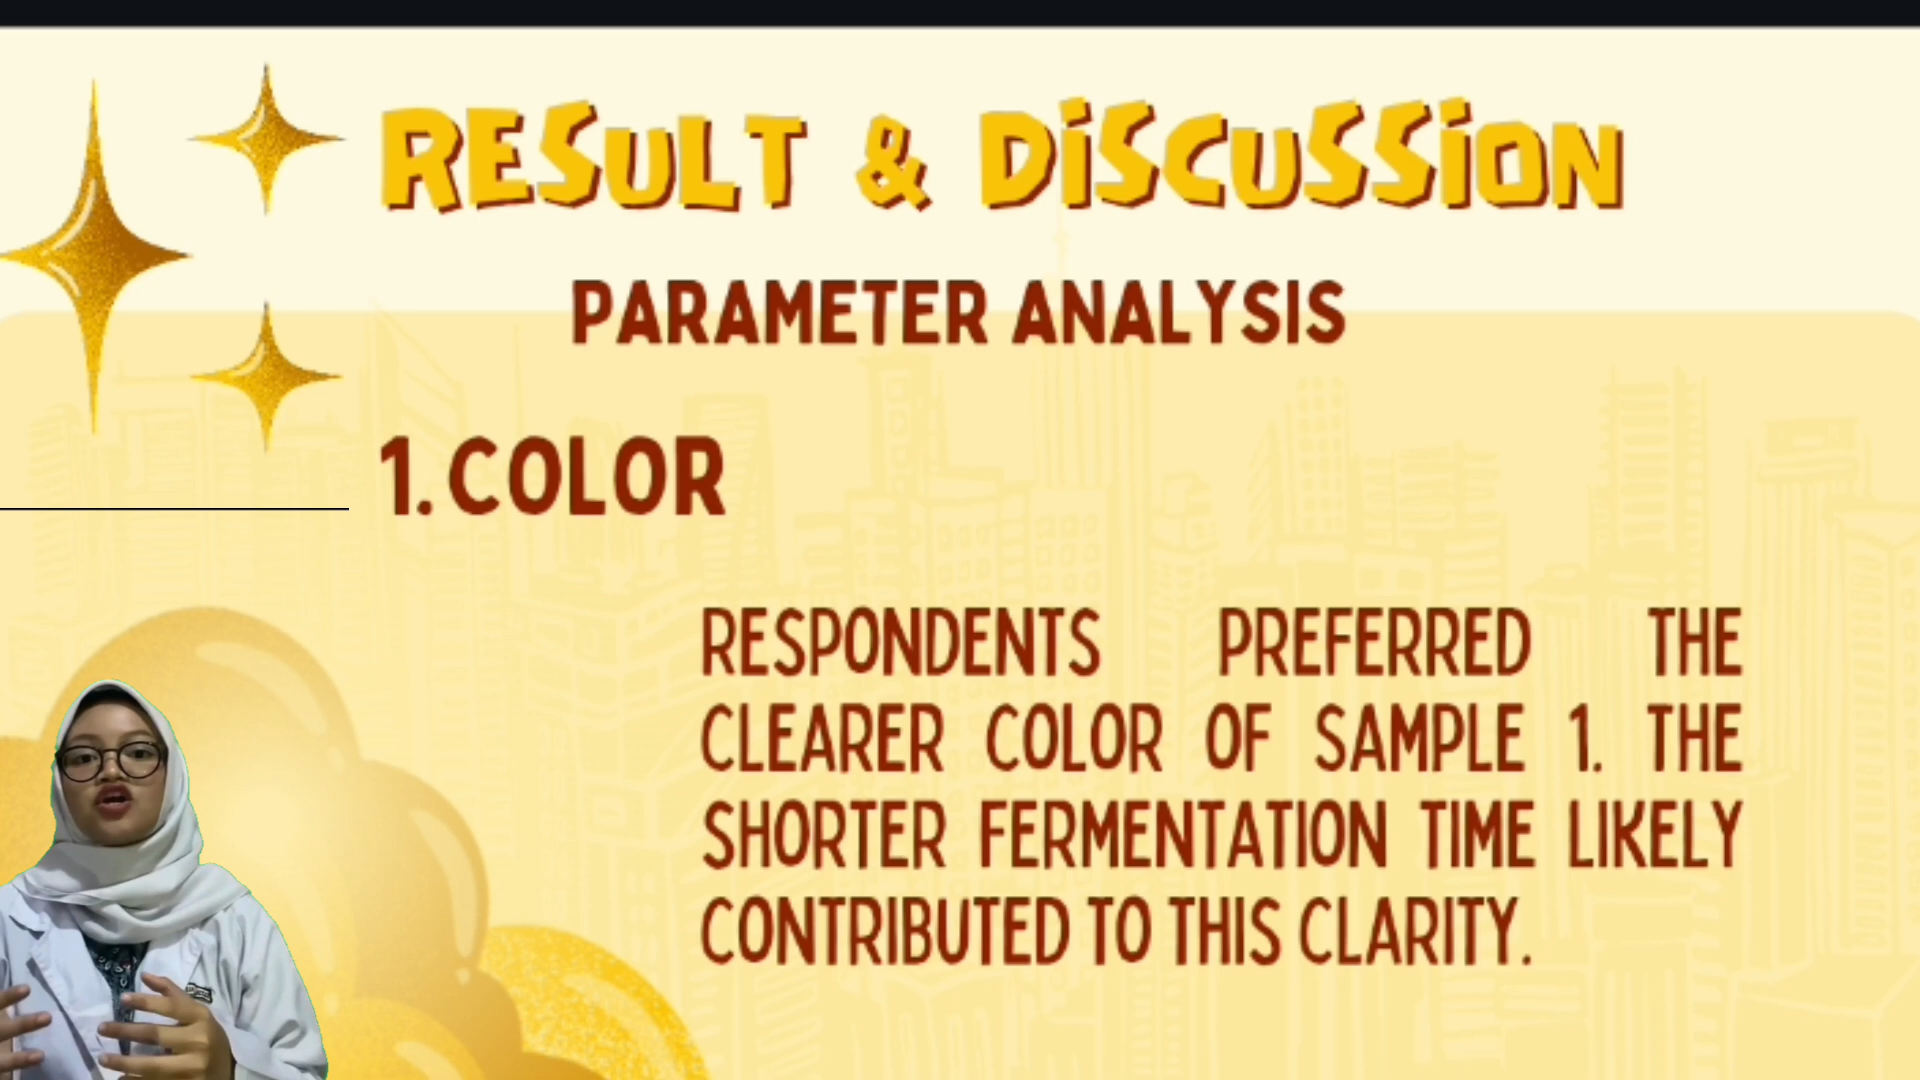 RESULT & DISCUSSION
PARAMETER ANALYSIS
1. COLOR
RESPONDENTS PREFERRED THE
CLEARER COLOR OF SAMPLE 1. THE
SHORTER FERMENTATION TIME LIKELY
CONTRIBUTED TO THIS CLARITY.